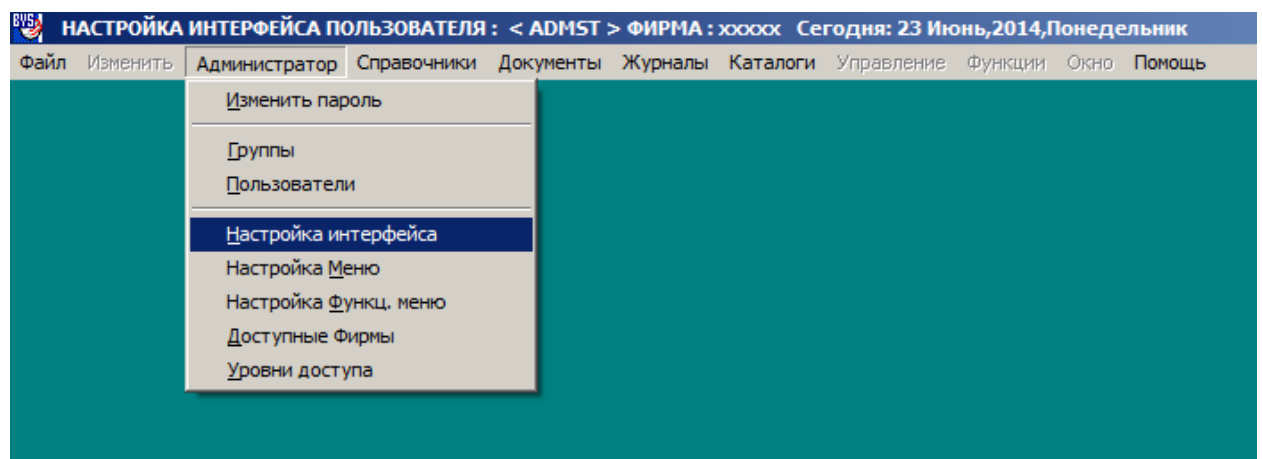 BVS НАСТРОЙКА ИНТЕРФЕЙСА ПОЛЬЗОВАТЕЛЯ : < ADMST > ФИРМА : xxxxx Сегодня: 23 Июнь,2014,Понедельник
Файл Изменить Администратор Справочники Документы Журналы Каталоги Управление Функции Окно Помощь
Изменить пароль
Группы
Пользователи
Настройка интерфейса
Настройка Меню
Настройка Функц. меню
Доступные Фирмы
Уровни доступа